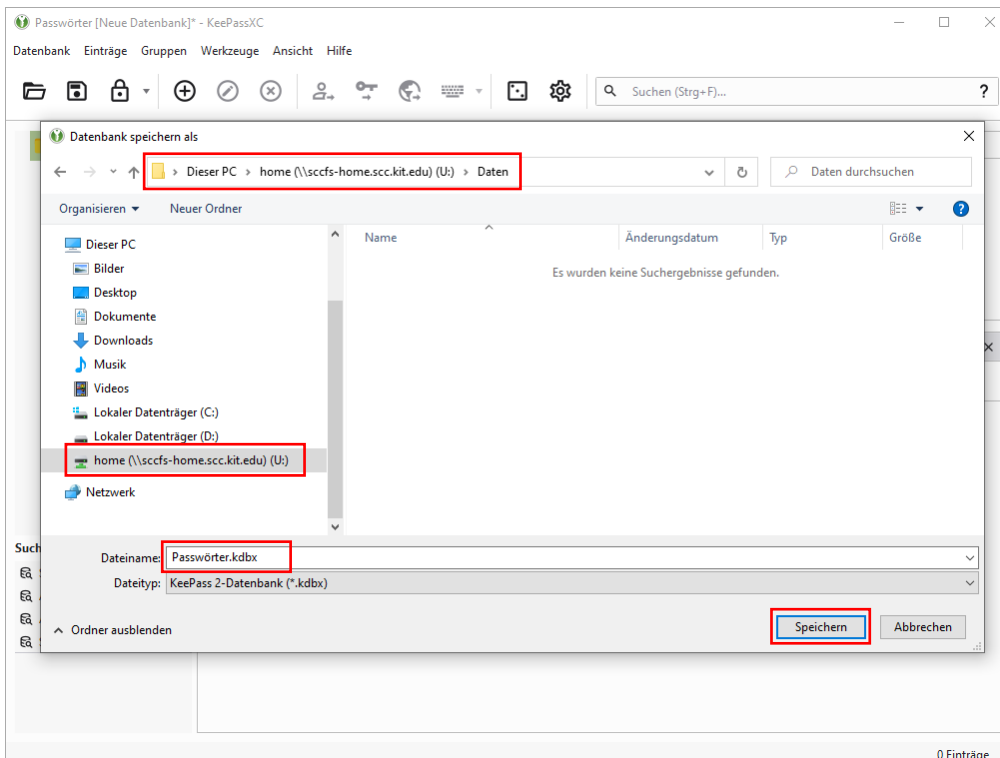 Passwörter [Neue Datenbank]* - KeePassXC
Datenbank Einträge Gruppen Werkzeuge Ansicht Hilfe
Suchen (Strg+F)... ?
Datenbank speichern als
Dieser PC › home (\\sccfs-home.scc.kit.edu) (U:) › Daten
Daten durchsuchen
Organisieren Neuer Ordner
Name Änderungsdatum Typ Größe
Es wurden keine Suchergebnisse gefunden.
Dieser PC
Bilder
Desktop
Dokumente
Downloads
Musik
Videos
Lokaler Datenträger (C:)
Lokaler Datenträger (D:)
home (\\sccfs-home.scc.kit.edu) (U:)
Netzwerk
Such
Dateiname: Passwörter.kdbx
Dateityp: KeePass 2-Datenbank (*.kdbx)
Ordner ausblenden
Speichern Abbrechen
0 Einträge